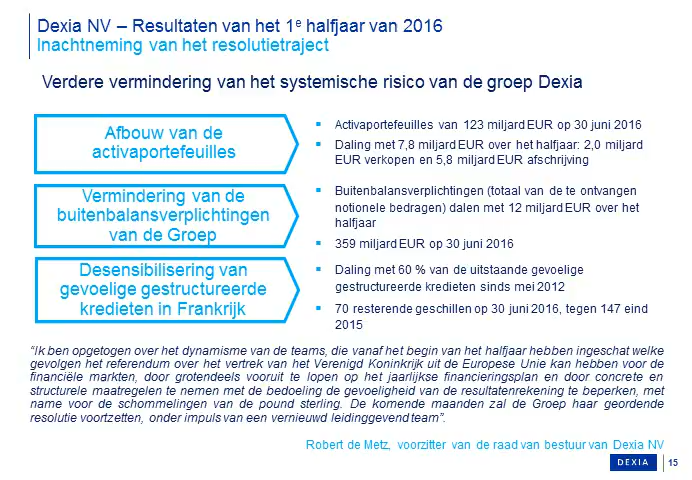 Dexia NV – Resultaten van het 1e halfjaar van 2016
Inachtneming van het resolutietraject
Verdere vermindering van het systemische risico van de groep Dexia
Afbouw van de
activaportefeuilles
▪ Activaportefeuilles van 123 miljard EUR op 30 juni 2016
▪ Daling met 7,8 miljard EUR over het halfjaar: 2,0 miljard
EUR verkopen en 5,8 miljard EUR afschrijving
Vermindering van de
buitenbalansverplichtingen
van de Groep
▪ Buitenbalansverplichtingen (totaal van de te ontvangen
notionele bedragen) dalen met 12 miljard EUR over het
halfjaar
▪ 359 miljard EUR op 30 juni 2016
Desensibilisering van
gevoelige gestructureerde
kredieten in Frankrijk
▪ Daling met 60 % van de uitstaande gevoelige
gestructureerde kredieten sinds mei 2012
▪ 70 resterende geschillen op 30 juni 2016, tegen 147 eind
2015
“Ik ben opgetogen over het dynamisme van de teams, die vanaf het begin van het halfjaar hebben ingeschat welke
gevolgen het referendum over het vertrek van het Verenigd Koninkrijk uit de Europese Unie kan hebben voor de
financiële markten, door grotendeels vooruit te lopen op het jaarlijkse financieringsplan en door concrete en
structurele maatregelen te nemen met de bedoeling de gevoeligheid van de resultatenrekening te beperken, met
name voor de schommelingen van de pound sterling. De komende maanden zal de Groep haar geordende
resolutie voortzetten, onder impuls van een vernieuwd leidinggevend team”.
Robert de Metz, voorzitter van de raad van bestuur van Dexia NV
DEXIA 15